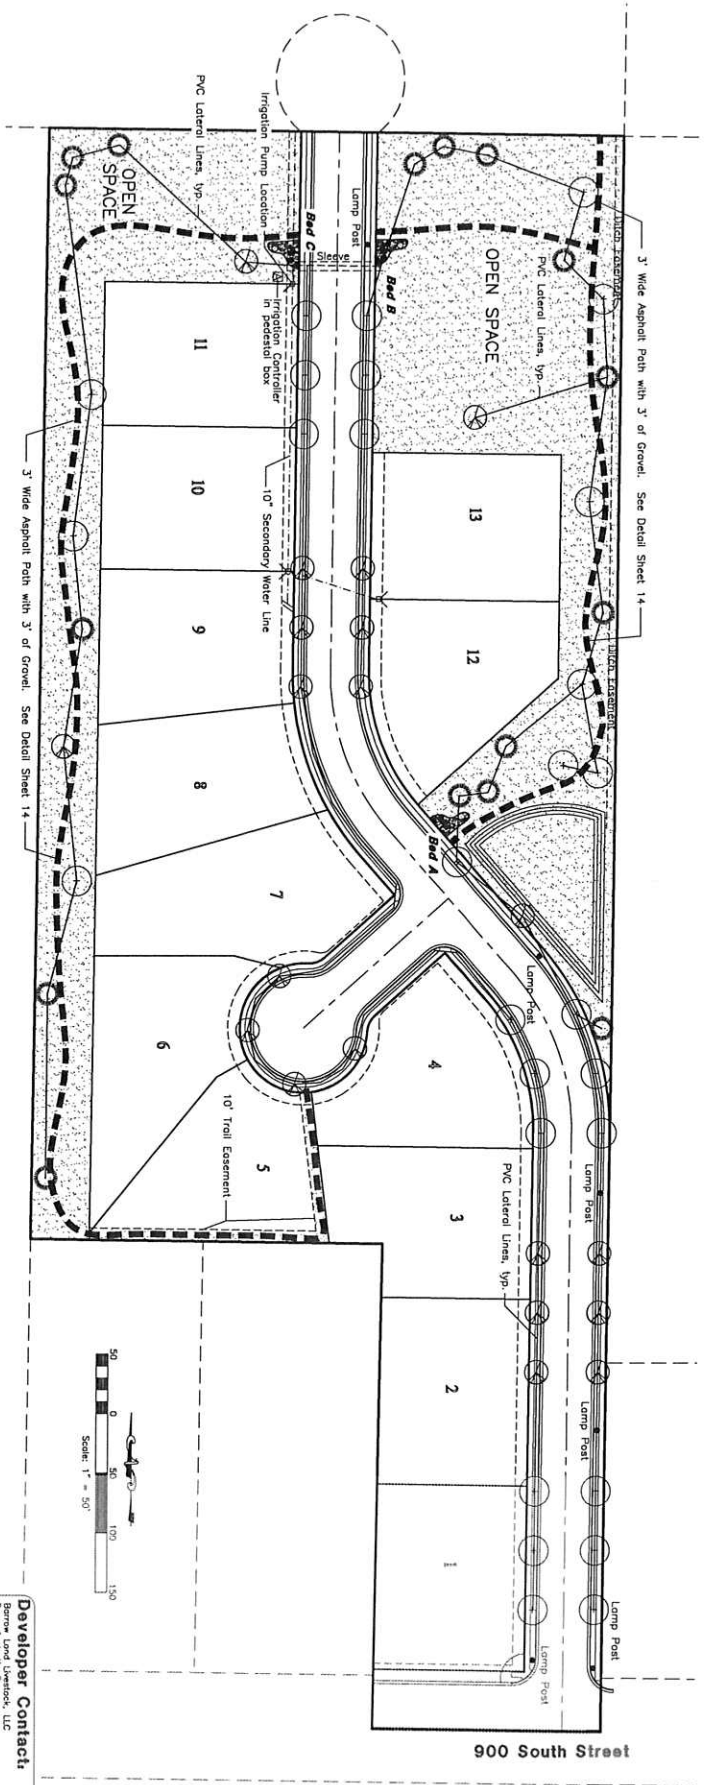 PVC Lateral Lines, typ.
Irrigation Pump Location
OPEN
SPACE
Bed C
Lamp Post
Sleeve
Bed B
Irrigation Controller
in pedestal box
OPEN SPACE
PVC Lateral Lines, typ.
3' Wide Asphalt Path with 3' of Gravel. See Detail Sheet 14
Ditch Easement
11
10
9
8
7
6
5
4
3
2
1
13
12
10" Secondary Water Line
3' Wide Asphalt Path with 3' of Gravel. See Detail Sheet 14
Ditch Easement
Bed A
Lamp Post
10' Trail Easement
PVC Lateral Lines, typ.
Lamp Post
Lamp Post
Lamp Post
Lamp Post
50
0
50
100
150
Scale: 1" = 50'
900 South Street
Developer Contact:
Barrow Land Livestock, LLC